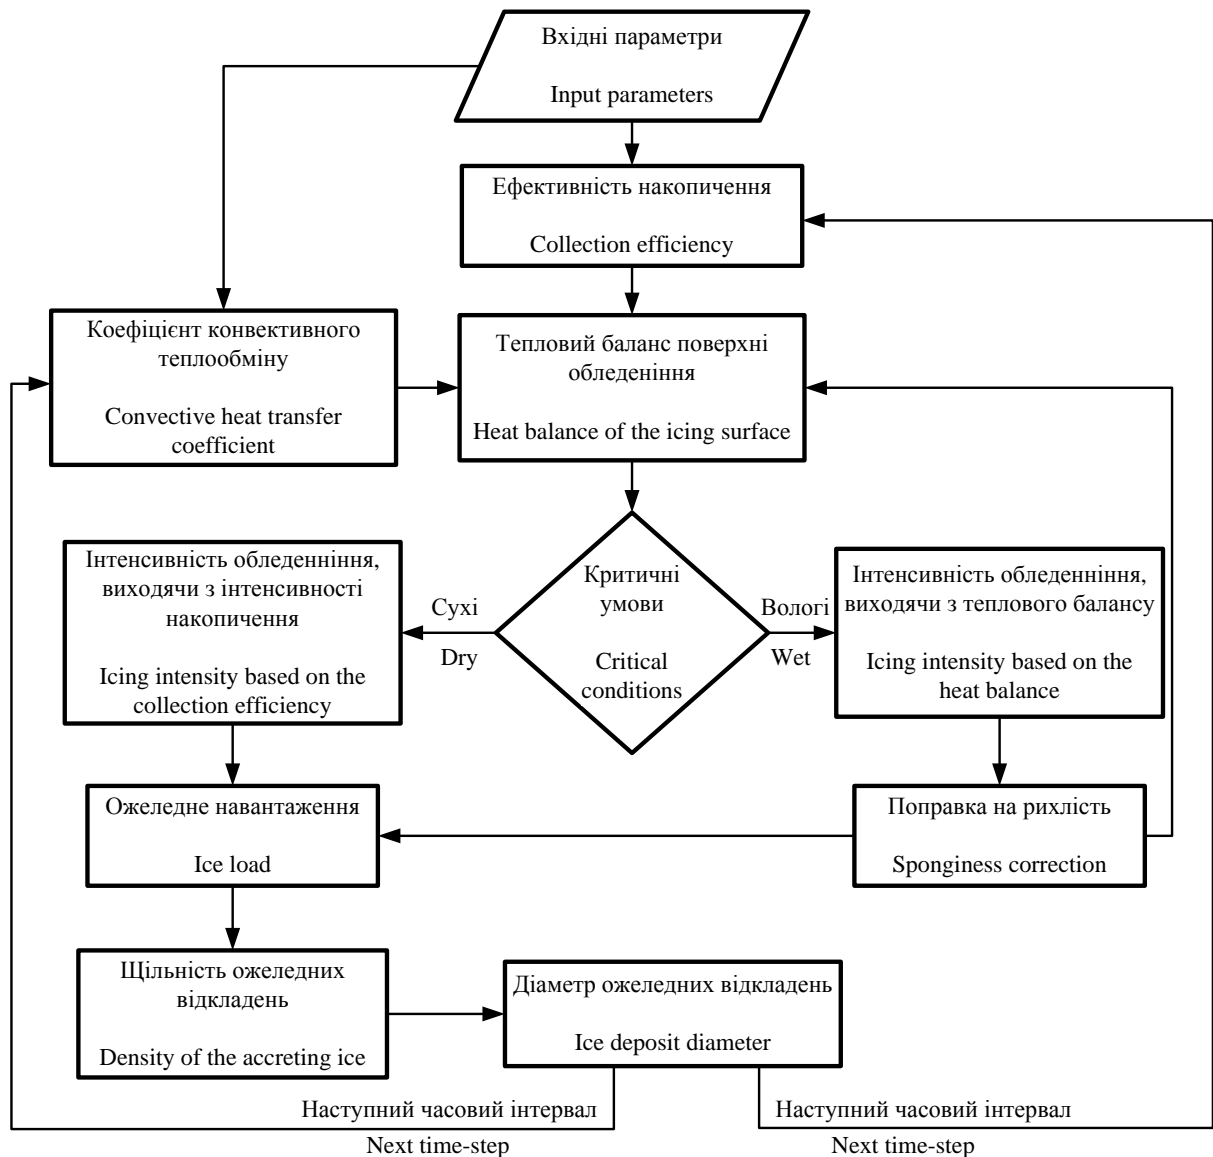 Вхідні параметри
Input parameters
Ефективність накопичення
Collection efficiency
Коефіцієнт конвективного
теплообміну
Convective heat transfer
coefficient
Тепловий баланс поверхні
обледеніння
Heat balance of the icing surface
Інтенсивність обледенніння,
виходячи з інтенсивності
накопичення
Icing intensity based on the
collection efficiency
Сухі
Dry
Критичні
умови
Critical
conditions
Вологі
Wet
Інтенсивність обледенніння,
виходячи з теплового балансу
Icing intensity based on the
heat balance
Ожеледне навантаження
Ice load
Поправка на рихлість
Sponginess correction
Щільність ожеледних
відкладень
Density of the accreting ice
Діаметр ожеледних відкладень
Ice deposit diameter
Наступний часовий інтервал
Next time-step
Наступний часовий інтервал
Next time-step